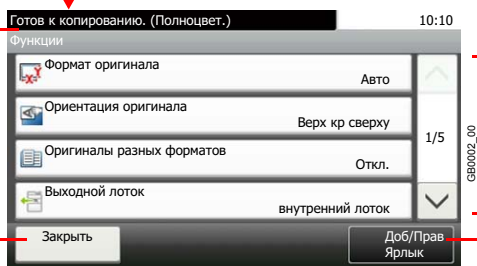 Готов к копированию. (Полноцвет.)
10:10
Функции
Формат оригинала
Авто
Ориентация оригинала
Верх кр сверху
1/5
Оригиналы разных форматов
Откл.
Выходной лоток
внутренний лоток
Закрыть
Доб/Прав
Ярлык
GB0002_00